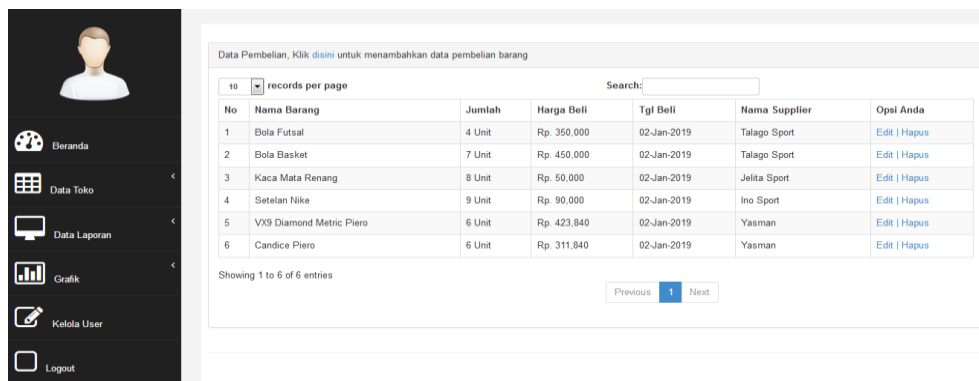 Data Pembelian, Klik disini untuk menambahkan data pembelian barang
10 records per page Search:
No Nama Barang Jumlah Harga Beli Tgl Beli Nama Supplier Opsi Anda
1 Bola Futsal 4 Unit Rp. 350,000 02-Jan-2019 Talago Sport Edit | Hapus
2 Bola Basket 7 Unit Rp. 450,000 02-Jan-2019 Talago Sport Edit | Hapus
3 Kaca Mata Renang 8 Unit Rp. 50,000 02-Jan-2019 Jelita Sport Edit | Hapus
4 Setelan Nike 9 Unit Rp. 90,000 02-Jan-2019 Ino Sport Edit | Hapus
5 VX9 Diamond Metric Piero 6 Unit Rp. 423,840 02-Jan-2019 Yasman Edit | Hapus
6 Candice Piero 6 Unit Rp. 311,840 02-Jan-2019 Yasman Edit | Hapus
Showing 1 to 6 of 6 entries
Previous 1 Next
Beranda
Data Toko
Data Laporan
Grafik
Kelola User
Logout